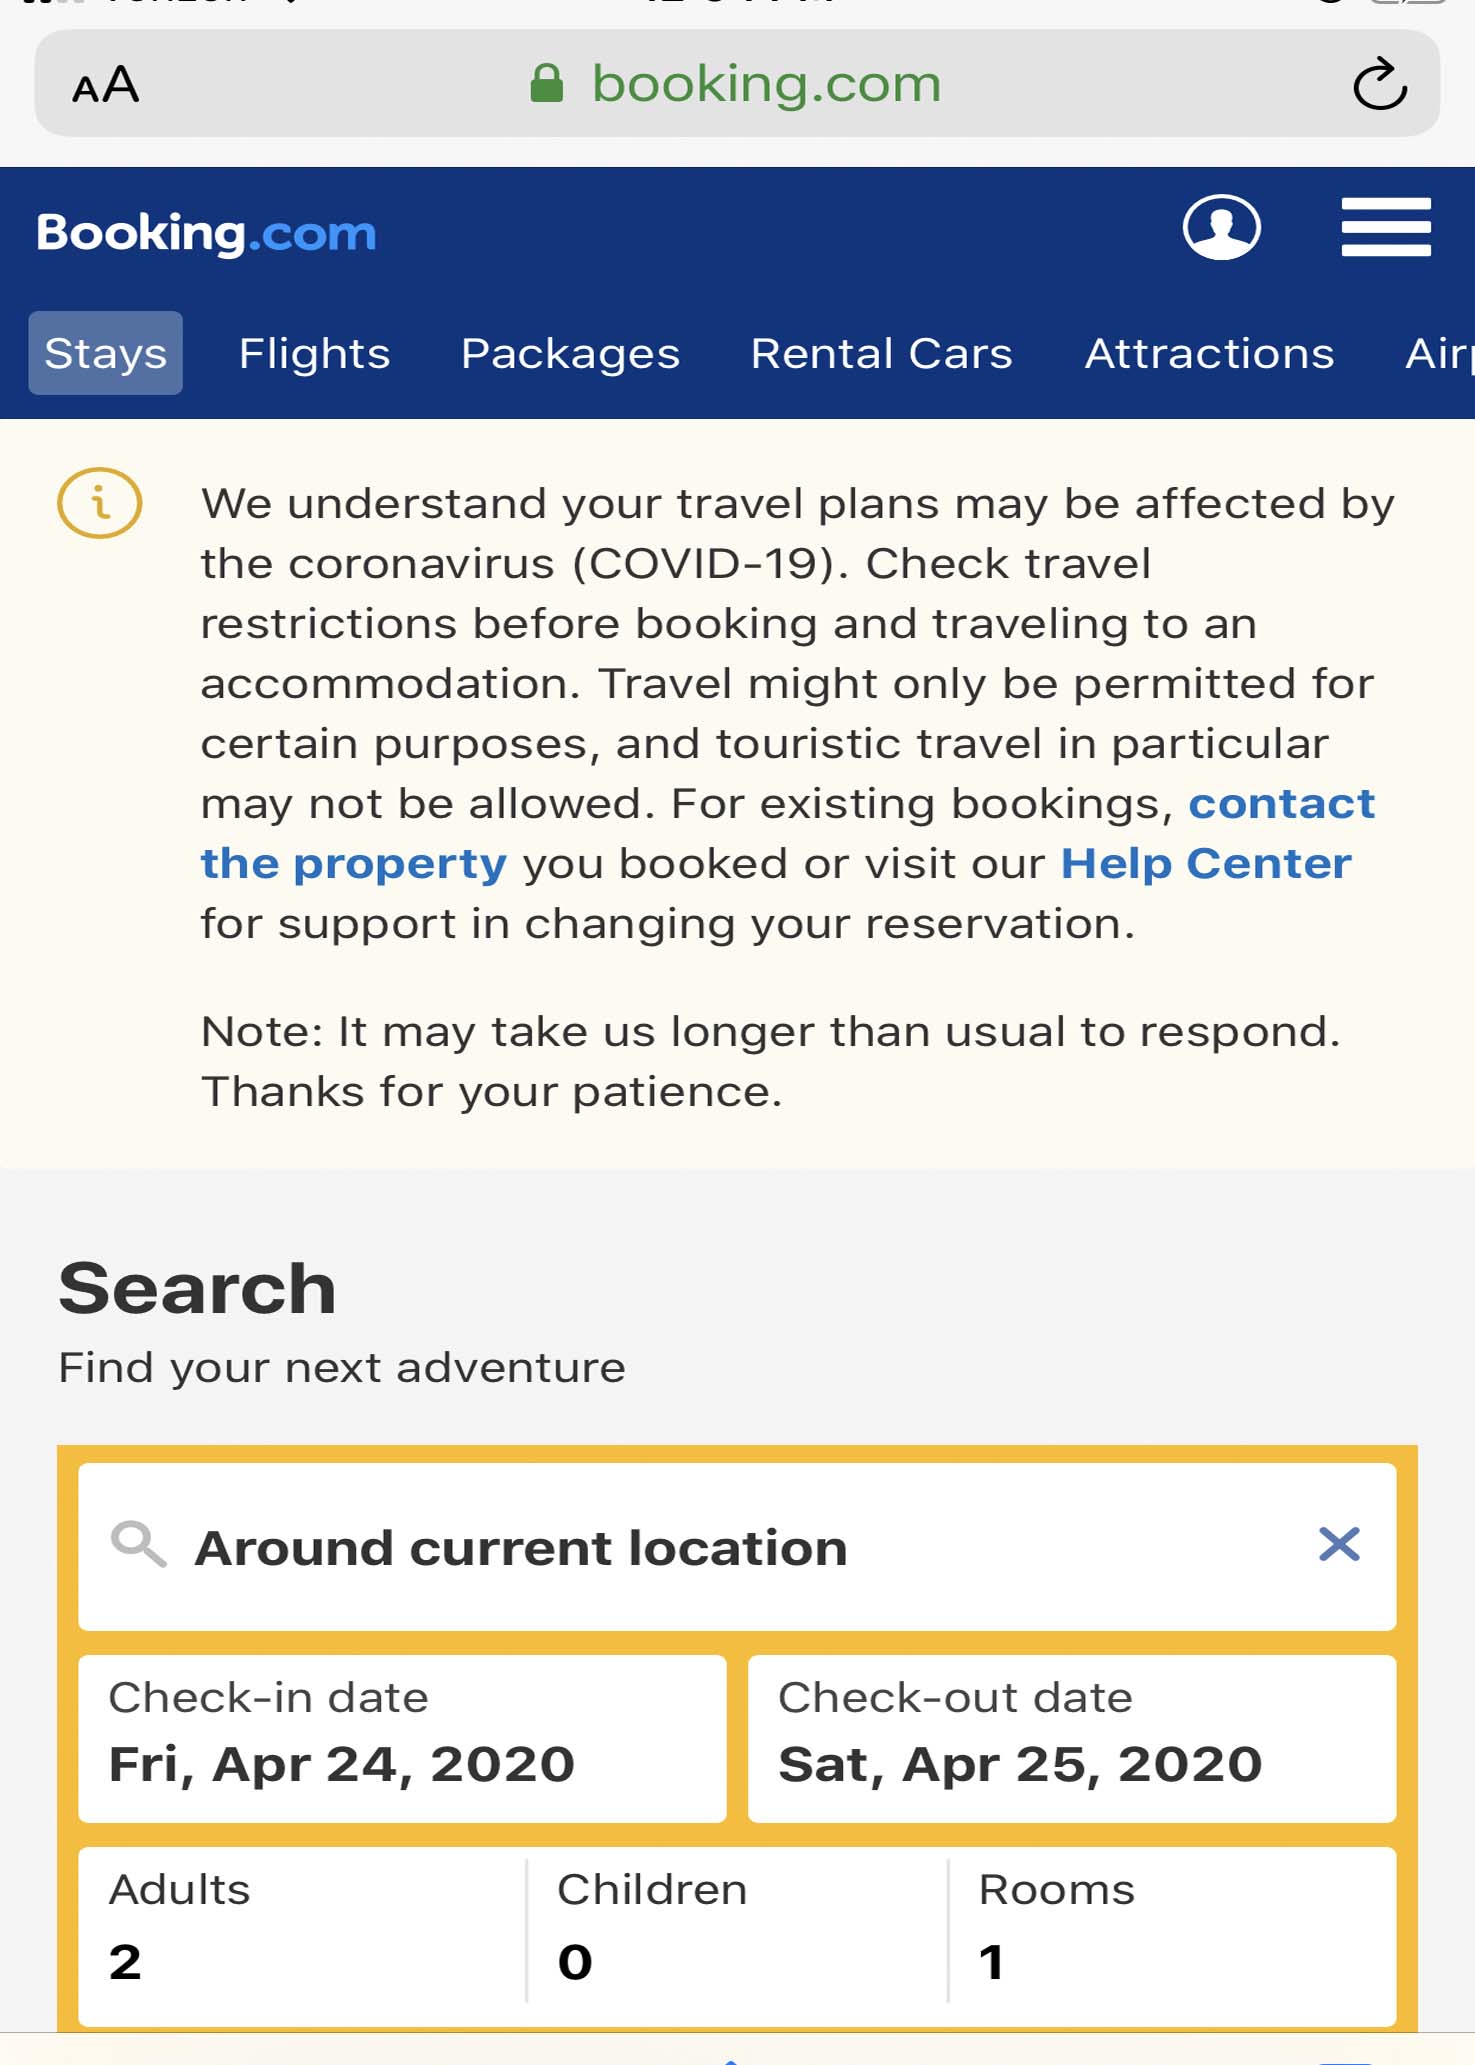 AA booking.com
Booking.com
Stays Flights Packages Rental Cars Attractions
We understand your travel plans may be affected by
the coronavirus (COVID-19). Check travel
restrictions before booking and traveling to an
accommodation. Travel might only be permitted for
certain purposes, and touristic travel in particular
may not be allowed. For existing bookings, contact
the property you booked or visit our Help Center
for support in changing your reservation.
Note: It may take us longer than usual to respond.
Thanks for your patience.
Search
Find your next adventure
Around current location
Check-in date Check-out date
Fri, Apr 24, 2020 Sat, Apr 25, 2020
Adults Children Rooms
2 0 1